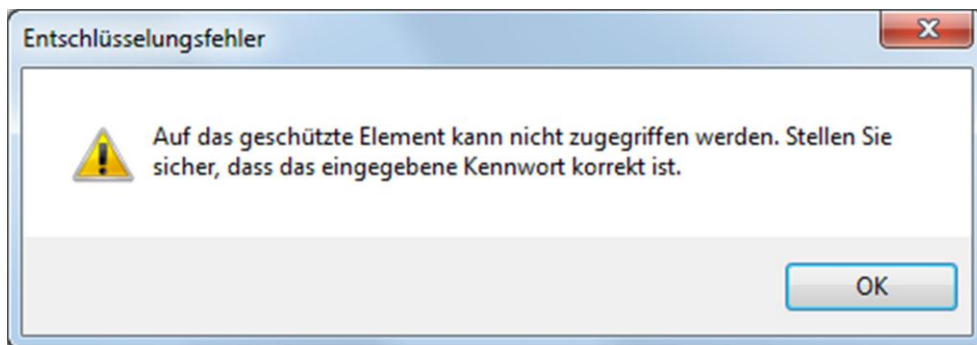 Entschlüsselungsfehler
Auf das geschützte Element kann nicht zugegriffen werden. Stellen Sie
sicher, dass das eingegebene Kennwort korrekt ist.
OK